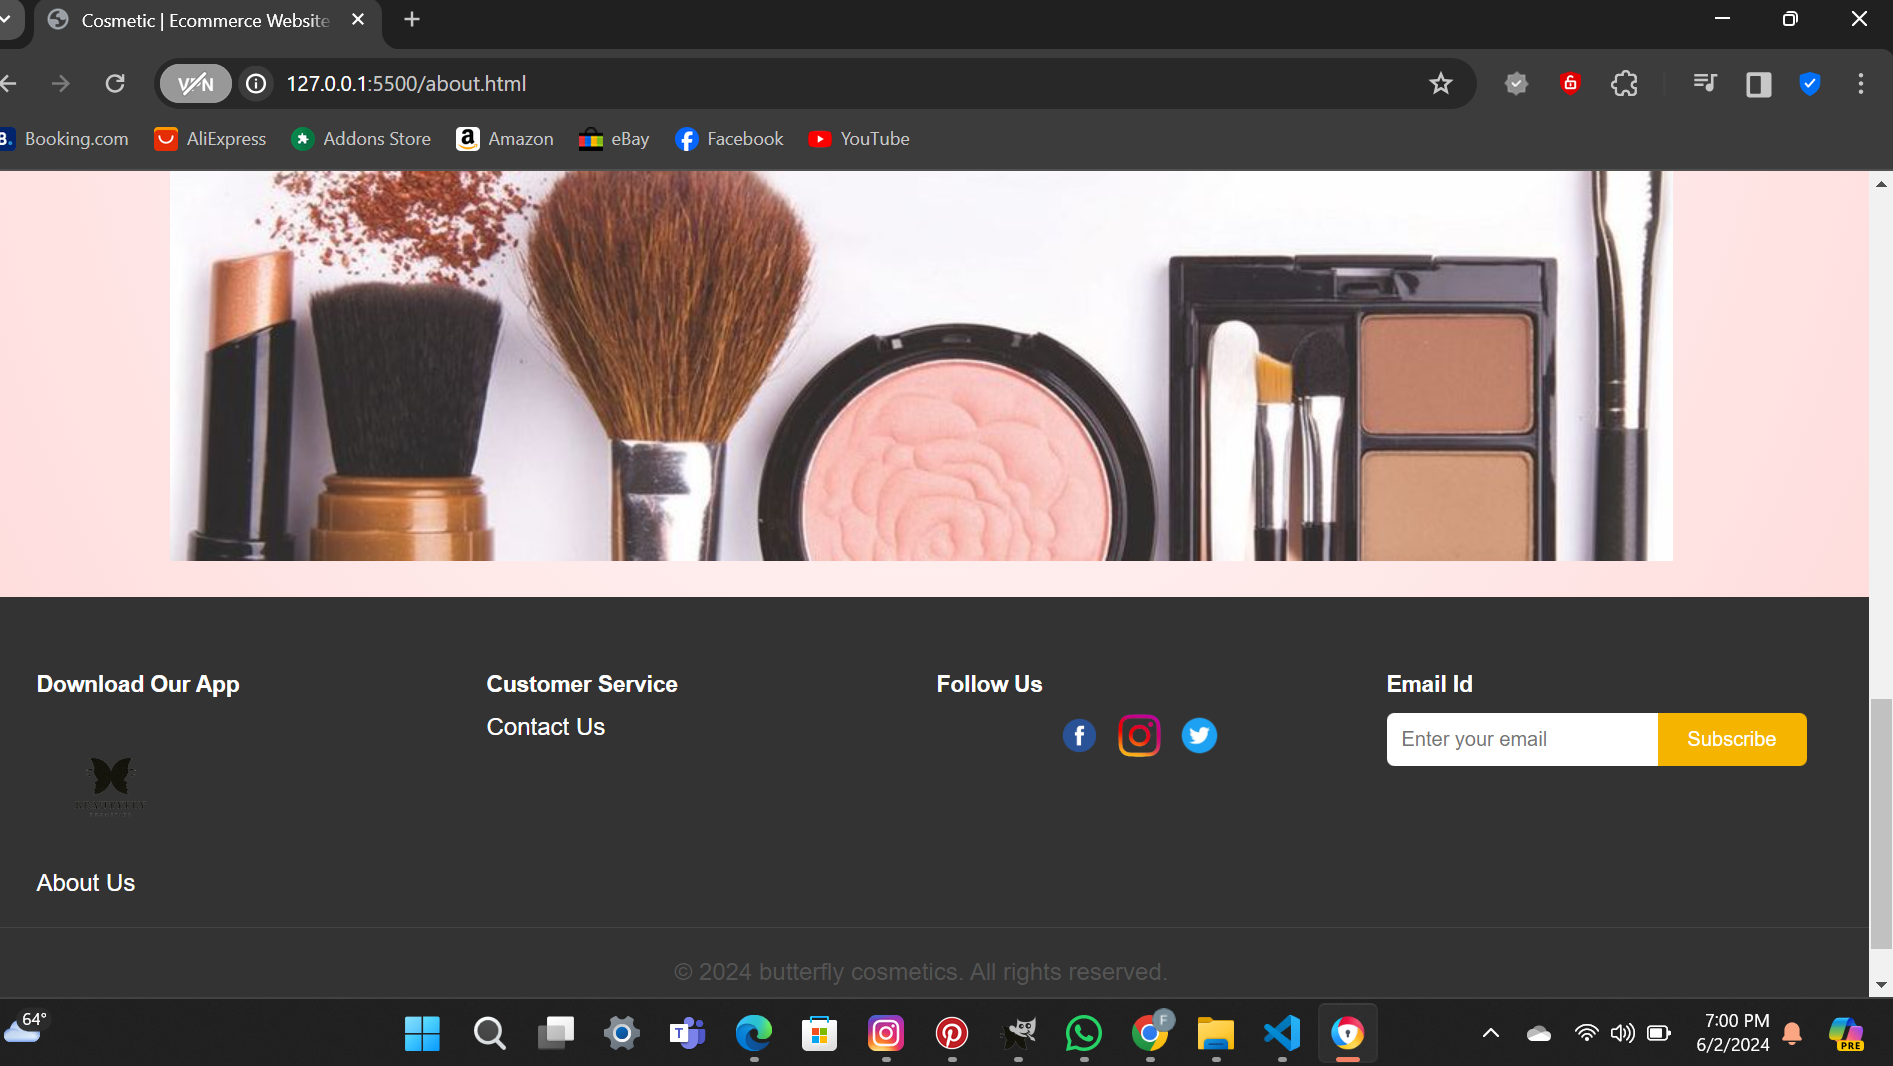 Cosmetic | Ecommerce Website
VPN
127.0.0.1:5500/about.html
B.
Booking.com
AliExpress
Addons Store
a
Amazon
eBay
Facebook
YouTube
Download Our App
Customer Service
Follow Us
Email Id
Contact Us
Enter your email
Subscribe
About Us
© 2024 butterfly cosmetics. All rights reserved.
64°
T
F
7:00 PM
6/2/2024
PRE